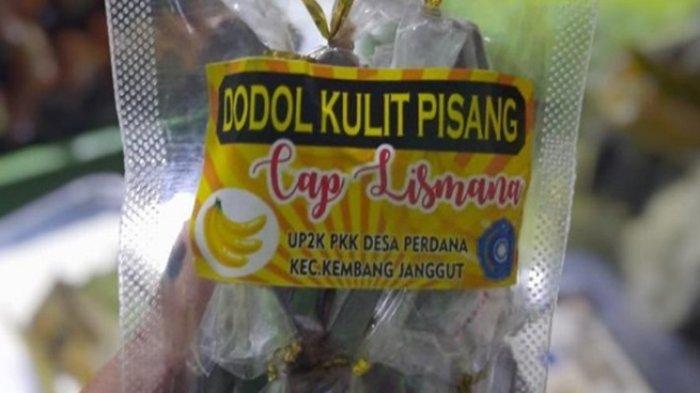 DODOL KULIT PISANG
Cap Lismana
UP2K PKK DESA PERDANA
KEC.KEMBANG JANGGUT